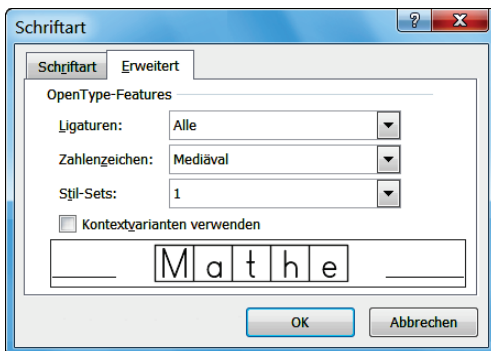 Schriftart
Schriftart Erweitert
OpenType-Features
Ligaturen: Alle
Zahlenzeichen: Mediäval
Stil-Sets: 1
Kontextvarianten verwenden
Mathe
OK Abbrechen